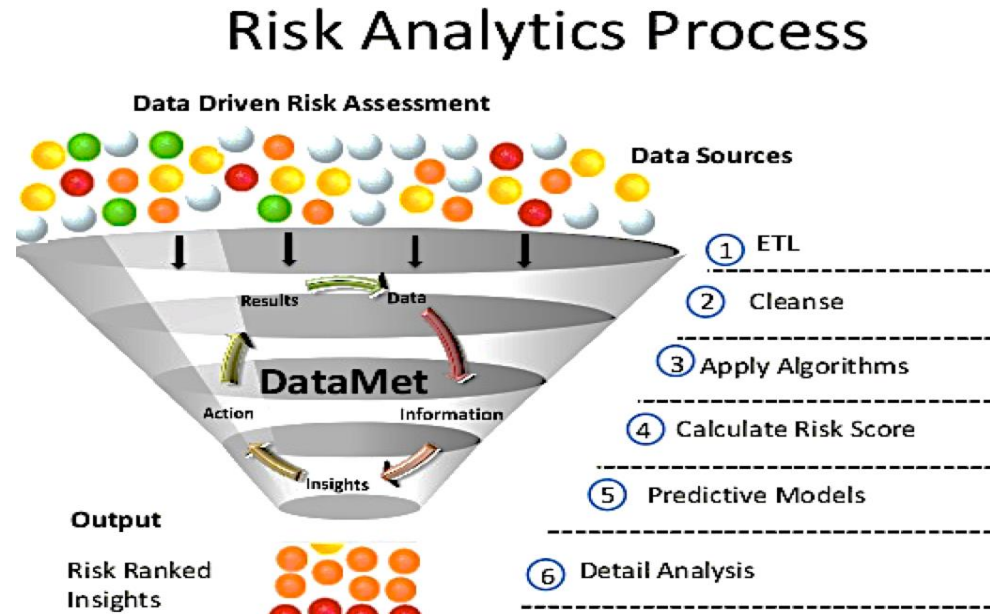 Risk Analytics Process
Data Driven Risk Assessment
Data Sources
1 ETL
2 Cleanse
3 Apply Algorithms
4 Calculate Risk Score
5 Predictive Models
6 Detail Analysis
Results
Data
DataMet
Action
Information
Insights
Output
Risk Ranked
Insights